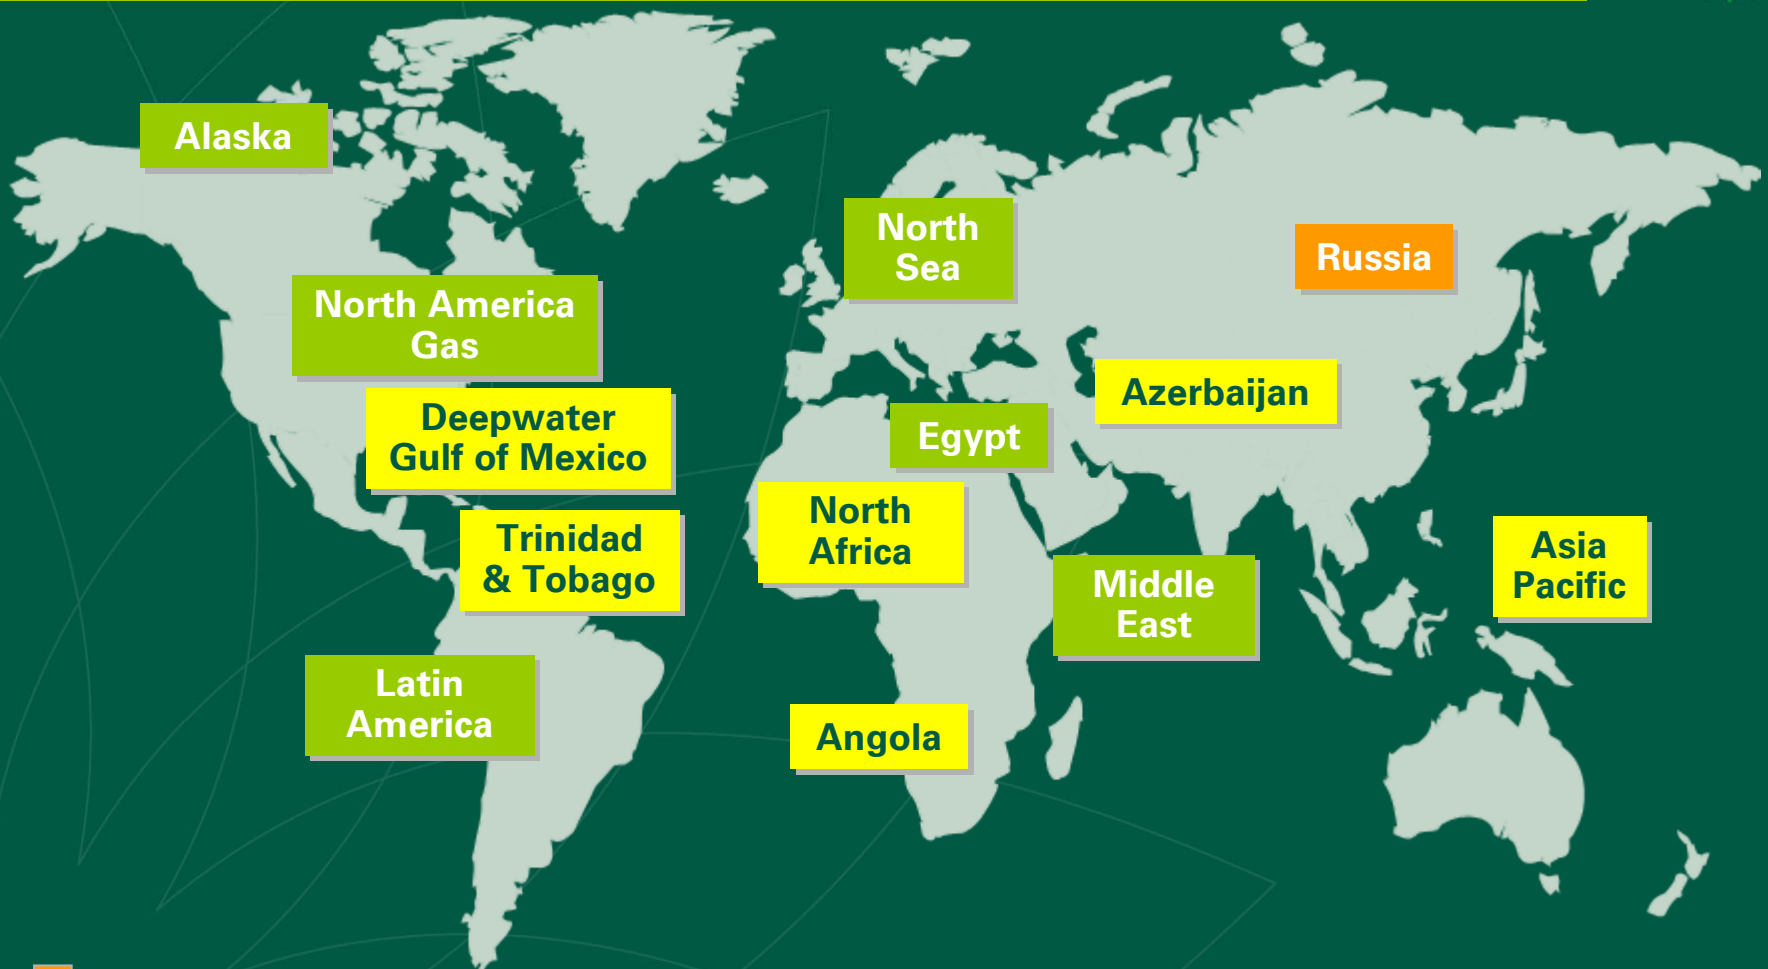 Alaska
North
Sea
Russia
North America
Gas
Azerbaijan
Deepwater
Gulf of Mexico
Egypt
North
Africa
Trinidad
& Tobago
Asia
Pacific
Middle
East
Latin
America
Angola